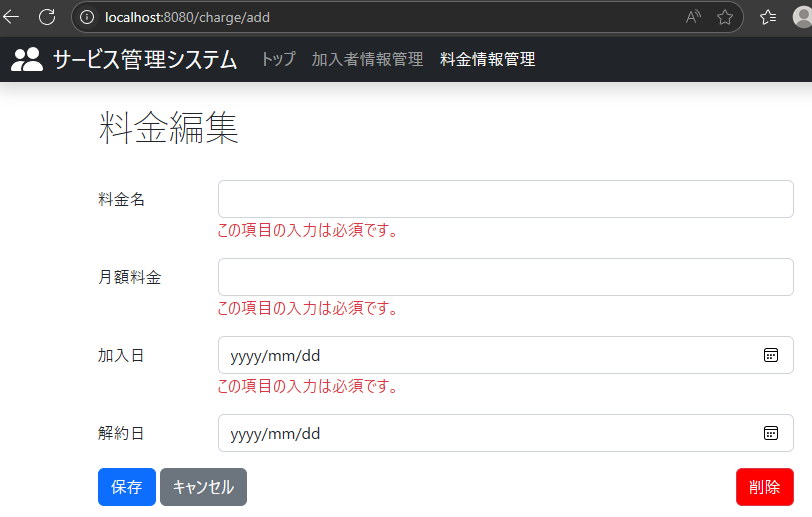 localhost:8080/charge/add
サービス管理システム トップ 加入者情報管理 料金情報管理
料金編集
料金名
この項目の入力は必須です。
月額料金
この項目の入力は必須です。
加入日 yyyy/mm/dd
この項目の入力は必須です。
解約日 yyyy/mm/dd
保存 キャンセル 削除